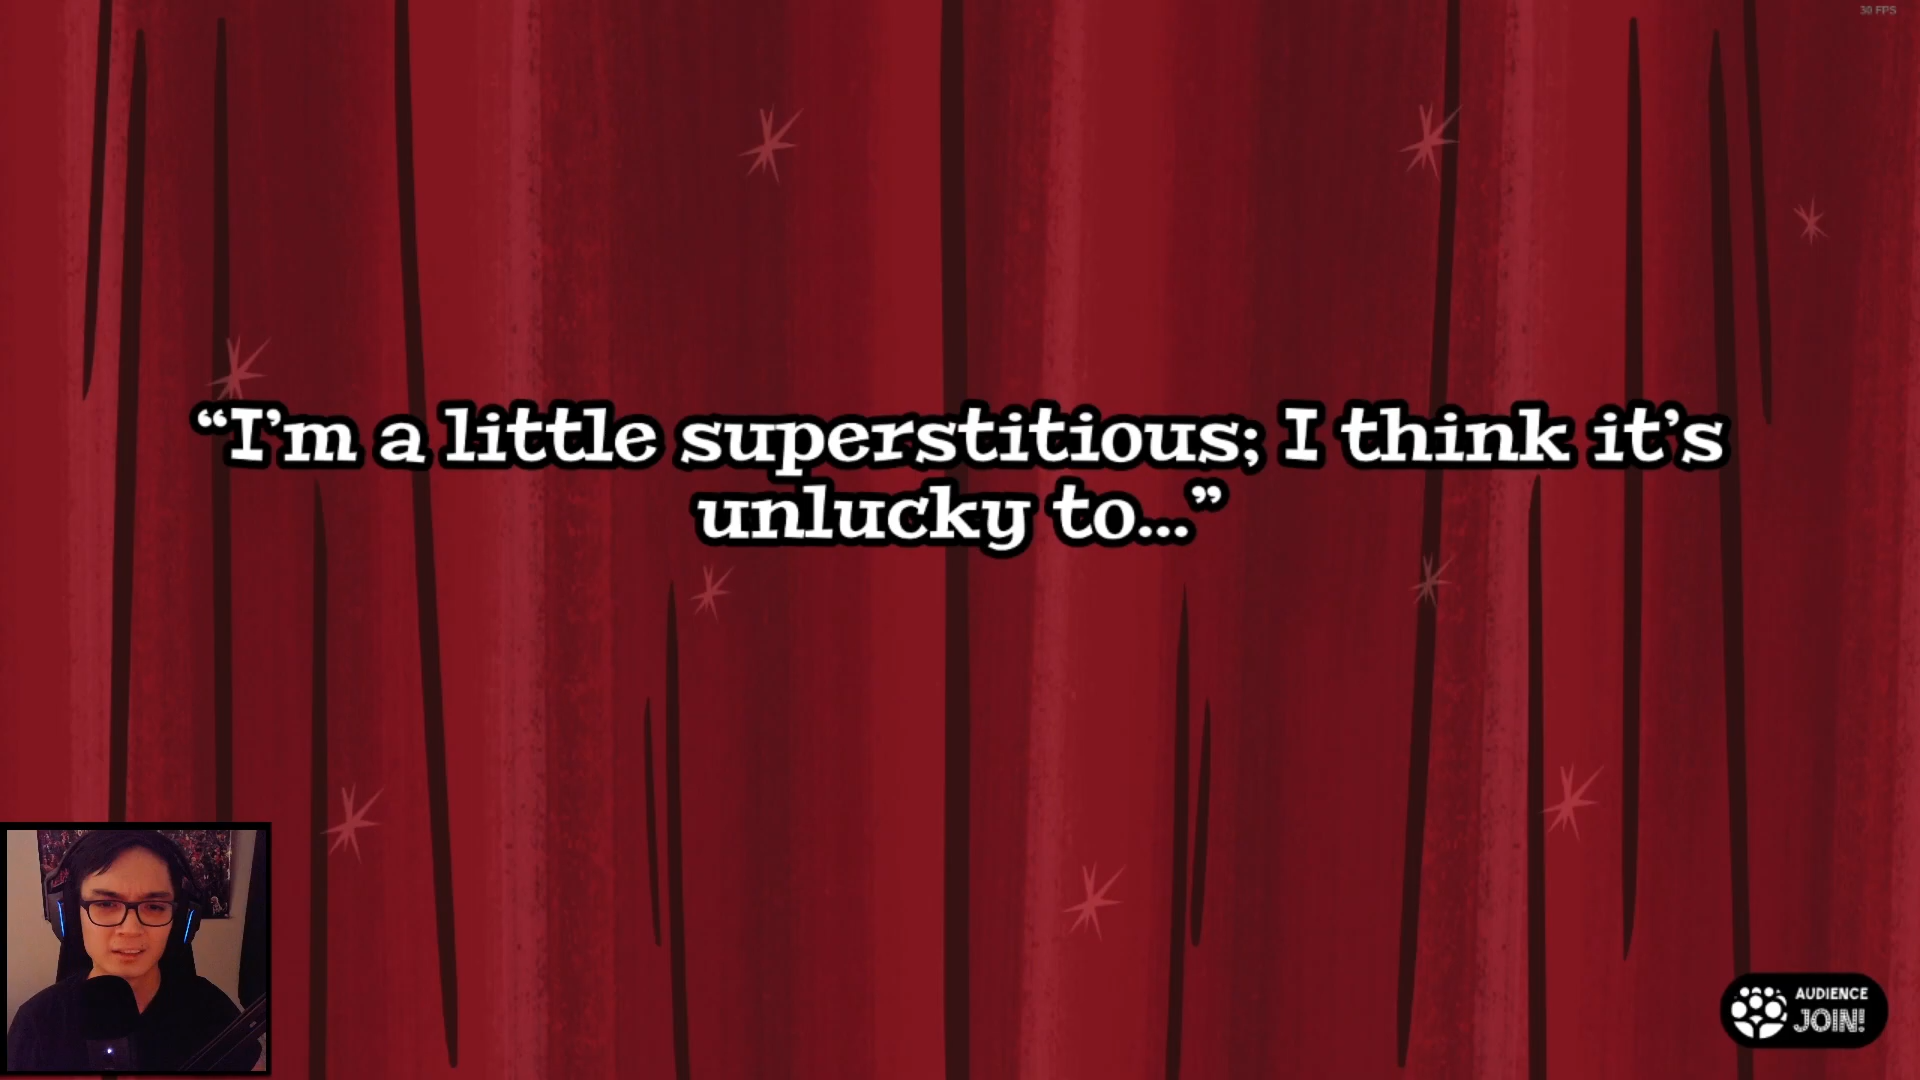 30 FPS
“I’m a little superstitious; I think it’s
unlucky to...”
AUDIENCE
JOIN!